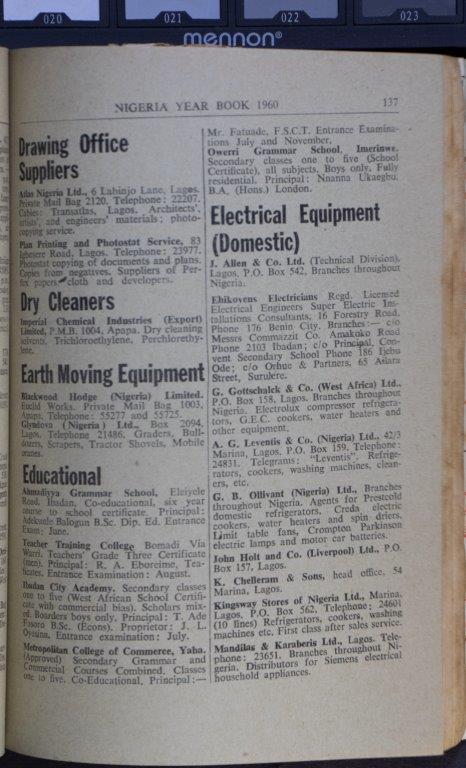 020 021 022 023
mennon®
NIGERIA YEAR BOOK 1960 137
Drawing Office
Suppliers
Atlas Nigeria Ltd., 6 Labinjo Lane, Lagos.
Private Mail Bag 2120. Telephone: 22207.
Cables: Transatlas, Lagos. Architects',
artists', and engineers' materials; photo-
copying service.
Plan Printing and Photostat Service, 83
Igbosere Road, Lagos. Telephone: 23977.
Photostat copying of documents and plans.
Copies from negatives. Suppliers of Per-
fex papers cloth and developers.
Dry Cleaners
Imperial Chemical Industries (Export)
Limited, P.M.B. 1004, Apapa. Dry cleaning
solvents, Trichloroethylene, Perchlorethy-
lene.
Earth Moving Equipment
Blackwood Hodge (Nigeria) Limited.
Euclid Works. Private Mail Bag 1003,
Apapa. Telephone: 55277 and 55725.
Glyndova (Nigeria) Ltd., Box 2094,
Lagos. Telephone 21486. Graders, Bull-
dozers, Scrapers, Tractor Shovels, Mobile
cranes.
Educational
Ahmadiyya Grammar School, Eleiyele
Road, Ibadan. Co-educational, six year
course to school certificate. Principal:
Adekunle Balogun B.Sc. Dip. Ed. Entrance
Exam; June.
Teacher Training College Bomadi Via
Warri. Teachers' Grade Three Certificate
(men). Principal: R. A. Eboreime, Tea-
cates. Entrance Examination: August.
Ibadan City Academy. Secondary classes
one to five (West African School Certifi-
cate with commercial bias). Scholars mix-
ed. Boarders boys only. Principal: T. Ade
Fasoro B.Sc. (Econs). Proprietor: J. L.
Oyesina, Entrance examination: July.
Metropolitan College of Commerce, Yaba.
(Approved) Secondary Grammar and
Commercial Courses Combined. Classes
one to five. Co-Educational. Principal:—
Mr. Fatuade, F.S.C.T. Entrance Examina-
tions July and November.
Owerri Grammar School, Imerinwe.
Secondary classes one to five (School
Certificate), all subjects. Boys only. Fully
residential. Principal: Nnanna Ukaegbu.
B.A. (Hons.) London.
Electrical Equipment
(Domestic)
J. Allen & Co. Ltd. (Technical Division),
Lagos. P.O. Box 542, Branches throughout
Nigeria.
Ehikovens Electricians Regd. Licensed
Electrical Engineers Super Electric Ins-
tallations Consultants, 16 Forestry Road,
Phone 176 Benin City. Branches:— c/o
Messrs Commazzit Co. Amakoko Road
Phone 2103 Ibadan; c/o Principal, Con-
vent Secondary School Phone 186 Ijebu
Ode; c/o Orhue & Partners, 65 Asiara
Street, Surulere.
G. Gottschalck & Co. (West Africa) Ltd.,
P.O. Box 158, Lagos. Branches throughout
Nigeria. Electrolux compressor refrigera-
tors, G.E.C. cookers, water heaters and
other equipment.
A. G. Leventis & Co. (Nigeria) Ltd., 42/3
Marina, Lagos. P.O. Box 159. Telephone:
24831. Telegrams: "Leventis". Refrige-
rators, cookers, washing machines, clean-
ers, etc.
G. B. Ollivant (Nigeria) Ltd., Branches
throughout Nigeria. Agents for Prestcold
domestic refrigerators, Creda electric
cookers, water heaters and spin driers.
Limit table fans, Crompton Parkinson
electric lamps and motor car batteries.
John Holt and Co. (Liverpool) Ltd., P.O.
Box 157, Lagos.
K. Chelleram & Sons, head office, 54
Marina, Lagos.
Kingsway Stores of Nigeria Ltd., Marina,
Lagos. P.O. Box 562, Telephone; 24601
(10 lines) Refrigerators, cookers, washing
machines etc. First class after sales service.
Mandilas & Karaberis Ltd., Lagos. Tele-
phone: 23651. Branches throughout Ni-
geria. Distributors for Siemens electrical
household appliances.